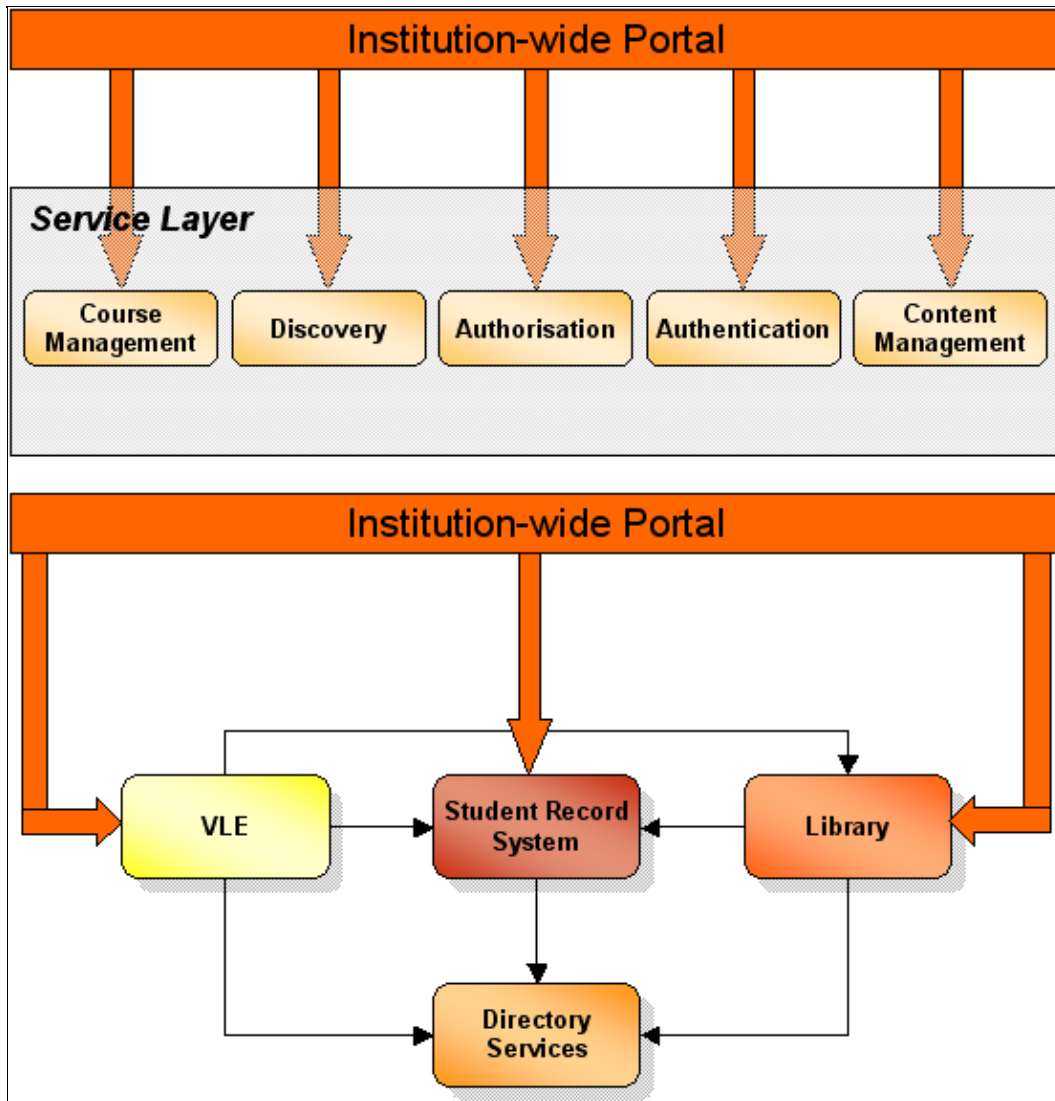 Institution-wide Portal
Service Layer
Course
Management
Discovery
Authorisation
Authentication
Content
Management
Institution-wide Portal
VLE
Student Record
System
Library
Directory
Services